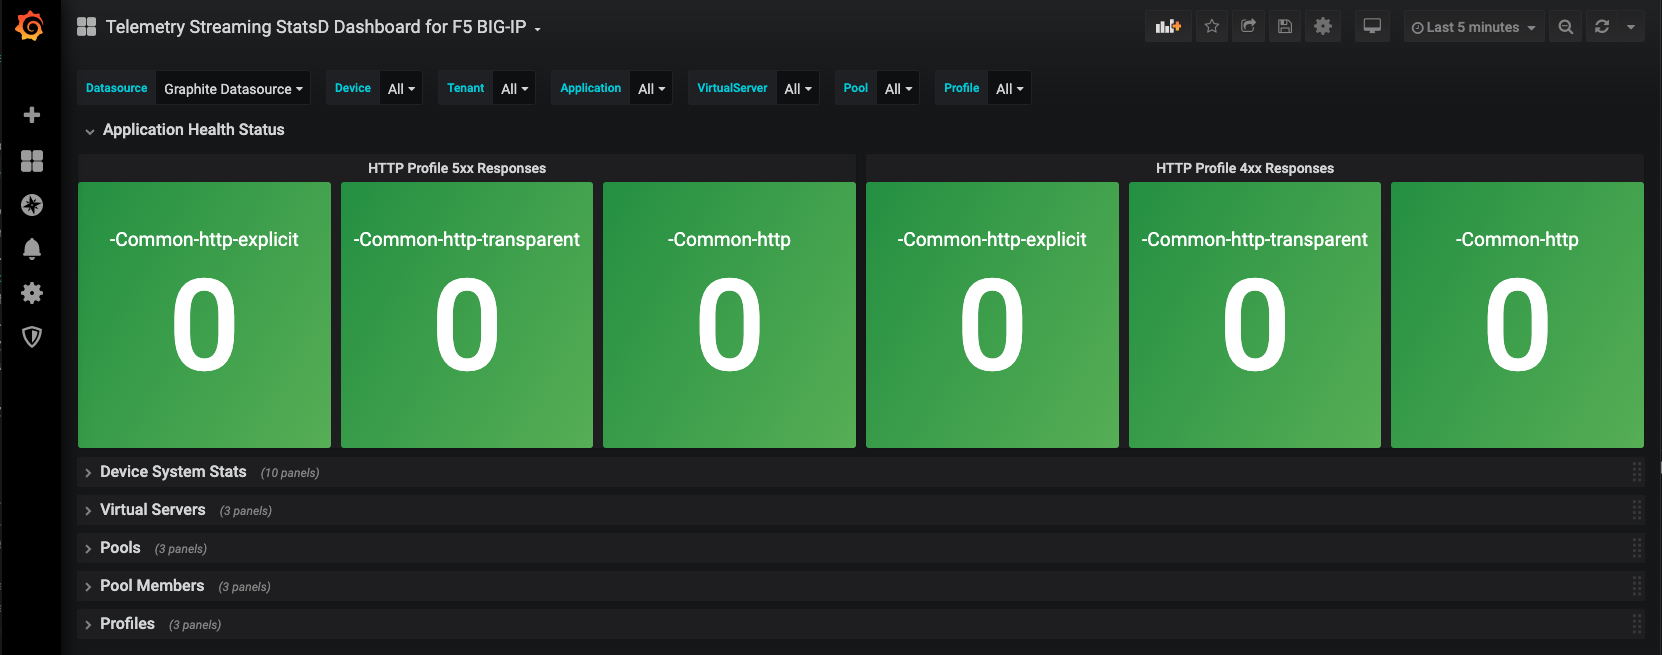 Telemetry Streaming StatsD Dashboard for F5 BIG-IP
Last 5 minutes
Datasource Graphite Datasource Device All Tenant All Application All VirtualServer All Pool All Profile All
Application Health Status
HTTP Profile 5xx Responses
-Common-http-explicit -Common-http-transparent -Common-http
0 0 0
HTTP Profile 4xx Responses
-Common-http-explicit -Common-http-transparent -Common-http
0 0 0
Device System Stats (10 panels)
Virtual Servers (3 panels)
Pools (3 panels)
Pool Members (3 panels)
Profiles (3 panels)